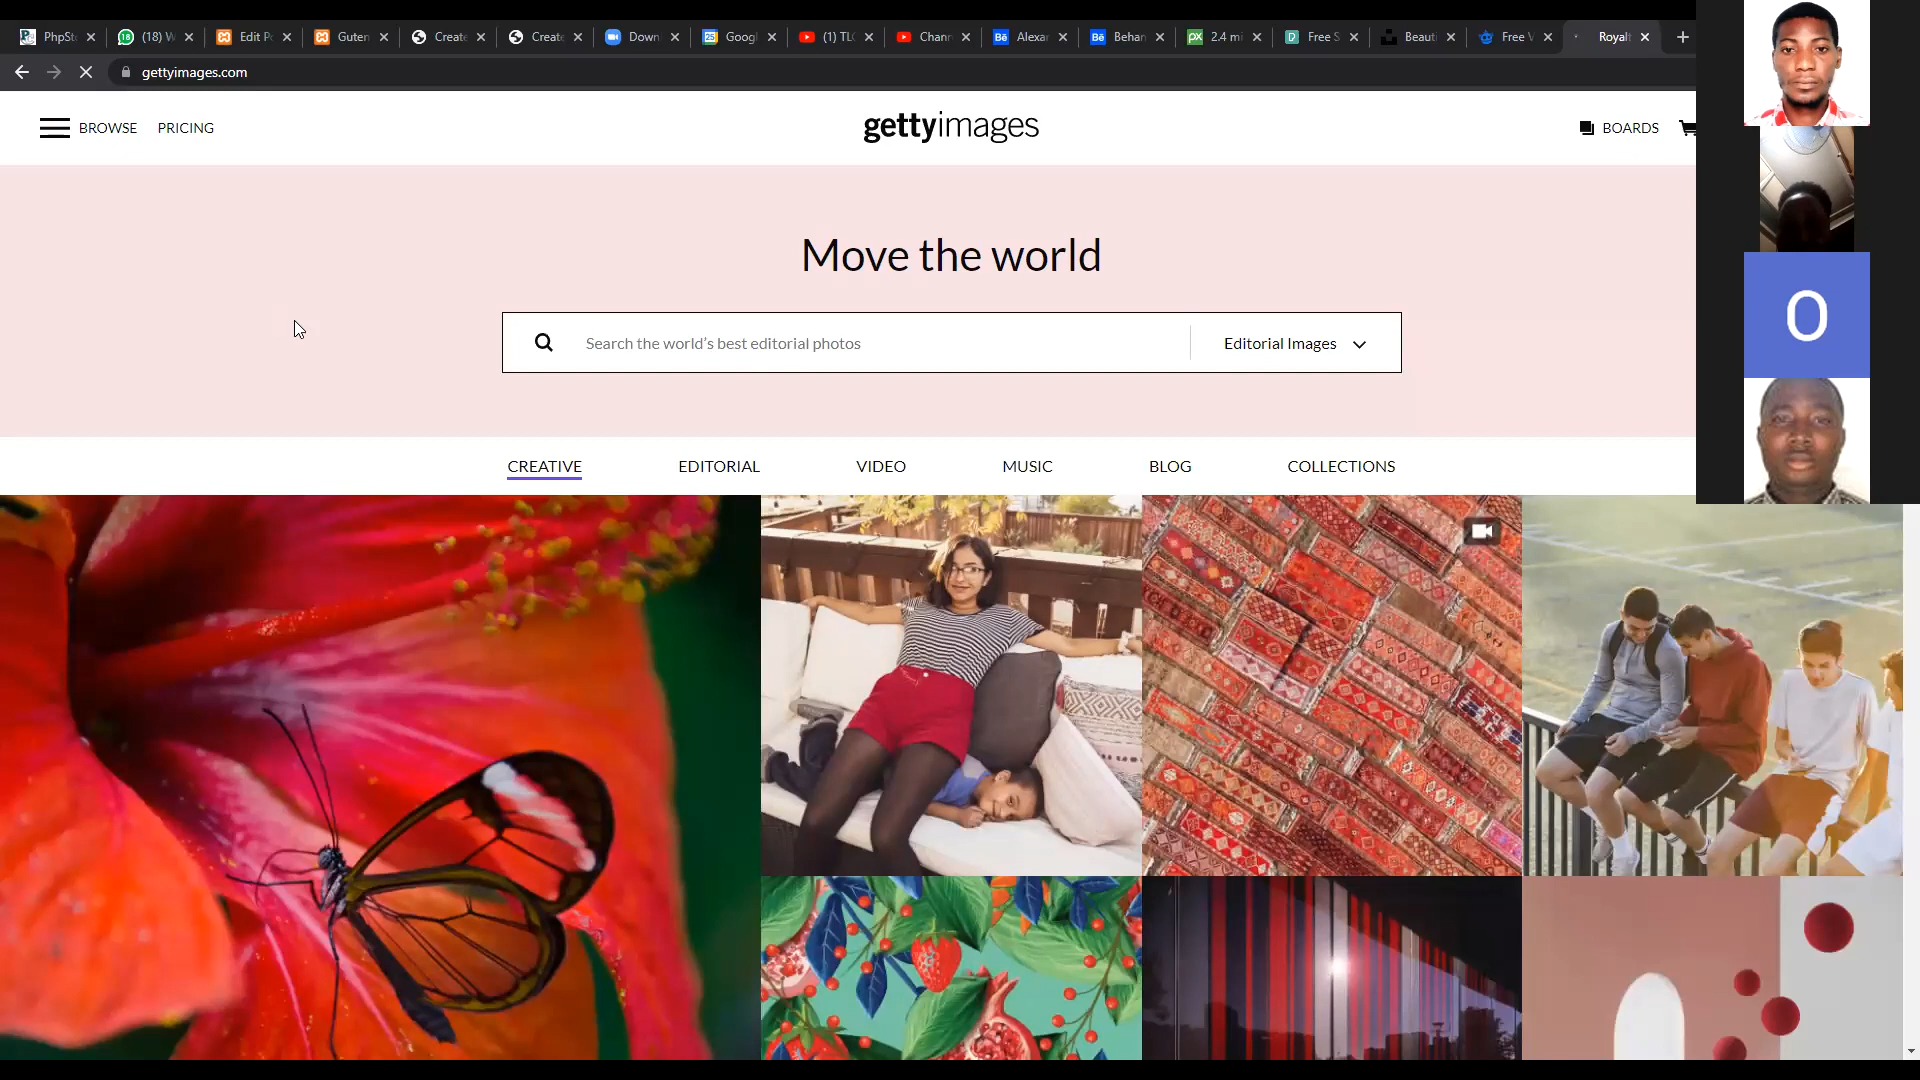 PhpSt
(18) W
Edit P
Guten
Create
Create
Down
Googl
(1) TL
Chann
Alexar
Behan
2.4 mi
Free S
Beauti
Free V
Royalt
gettyimages.com
BROWSE PRICING
gettyimages
BOARDS
Move the world
Search the world's best editorial photos
Editorial Images
CREATIVE EDITORIAL VIDEO MUSIC BLOG COLLECTIONS
O